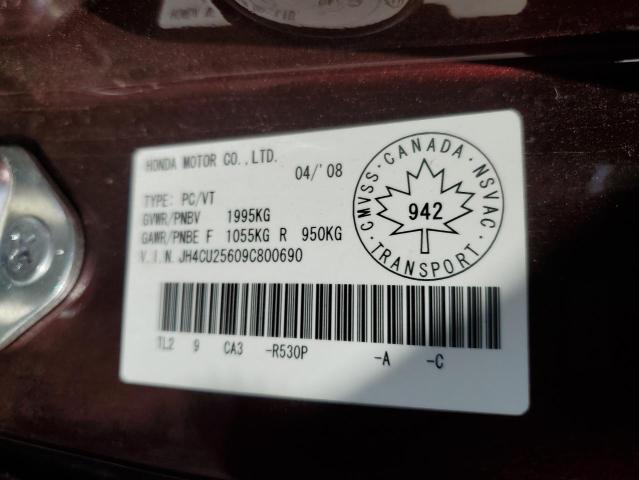 HONDA MOTOR CO.,LTD.
04/'08
TYPE: PC/VT
GVWR/PNBV 1995KG
GAWR/PNBE F 1055KG R 950KG
V.I.N.JH4CU25609C800690
TL2 9 CA3 -R530P -A -C
CMVSS·CANADA·NSVAC·TRANSPORT·
942